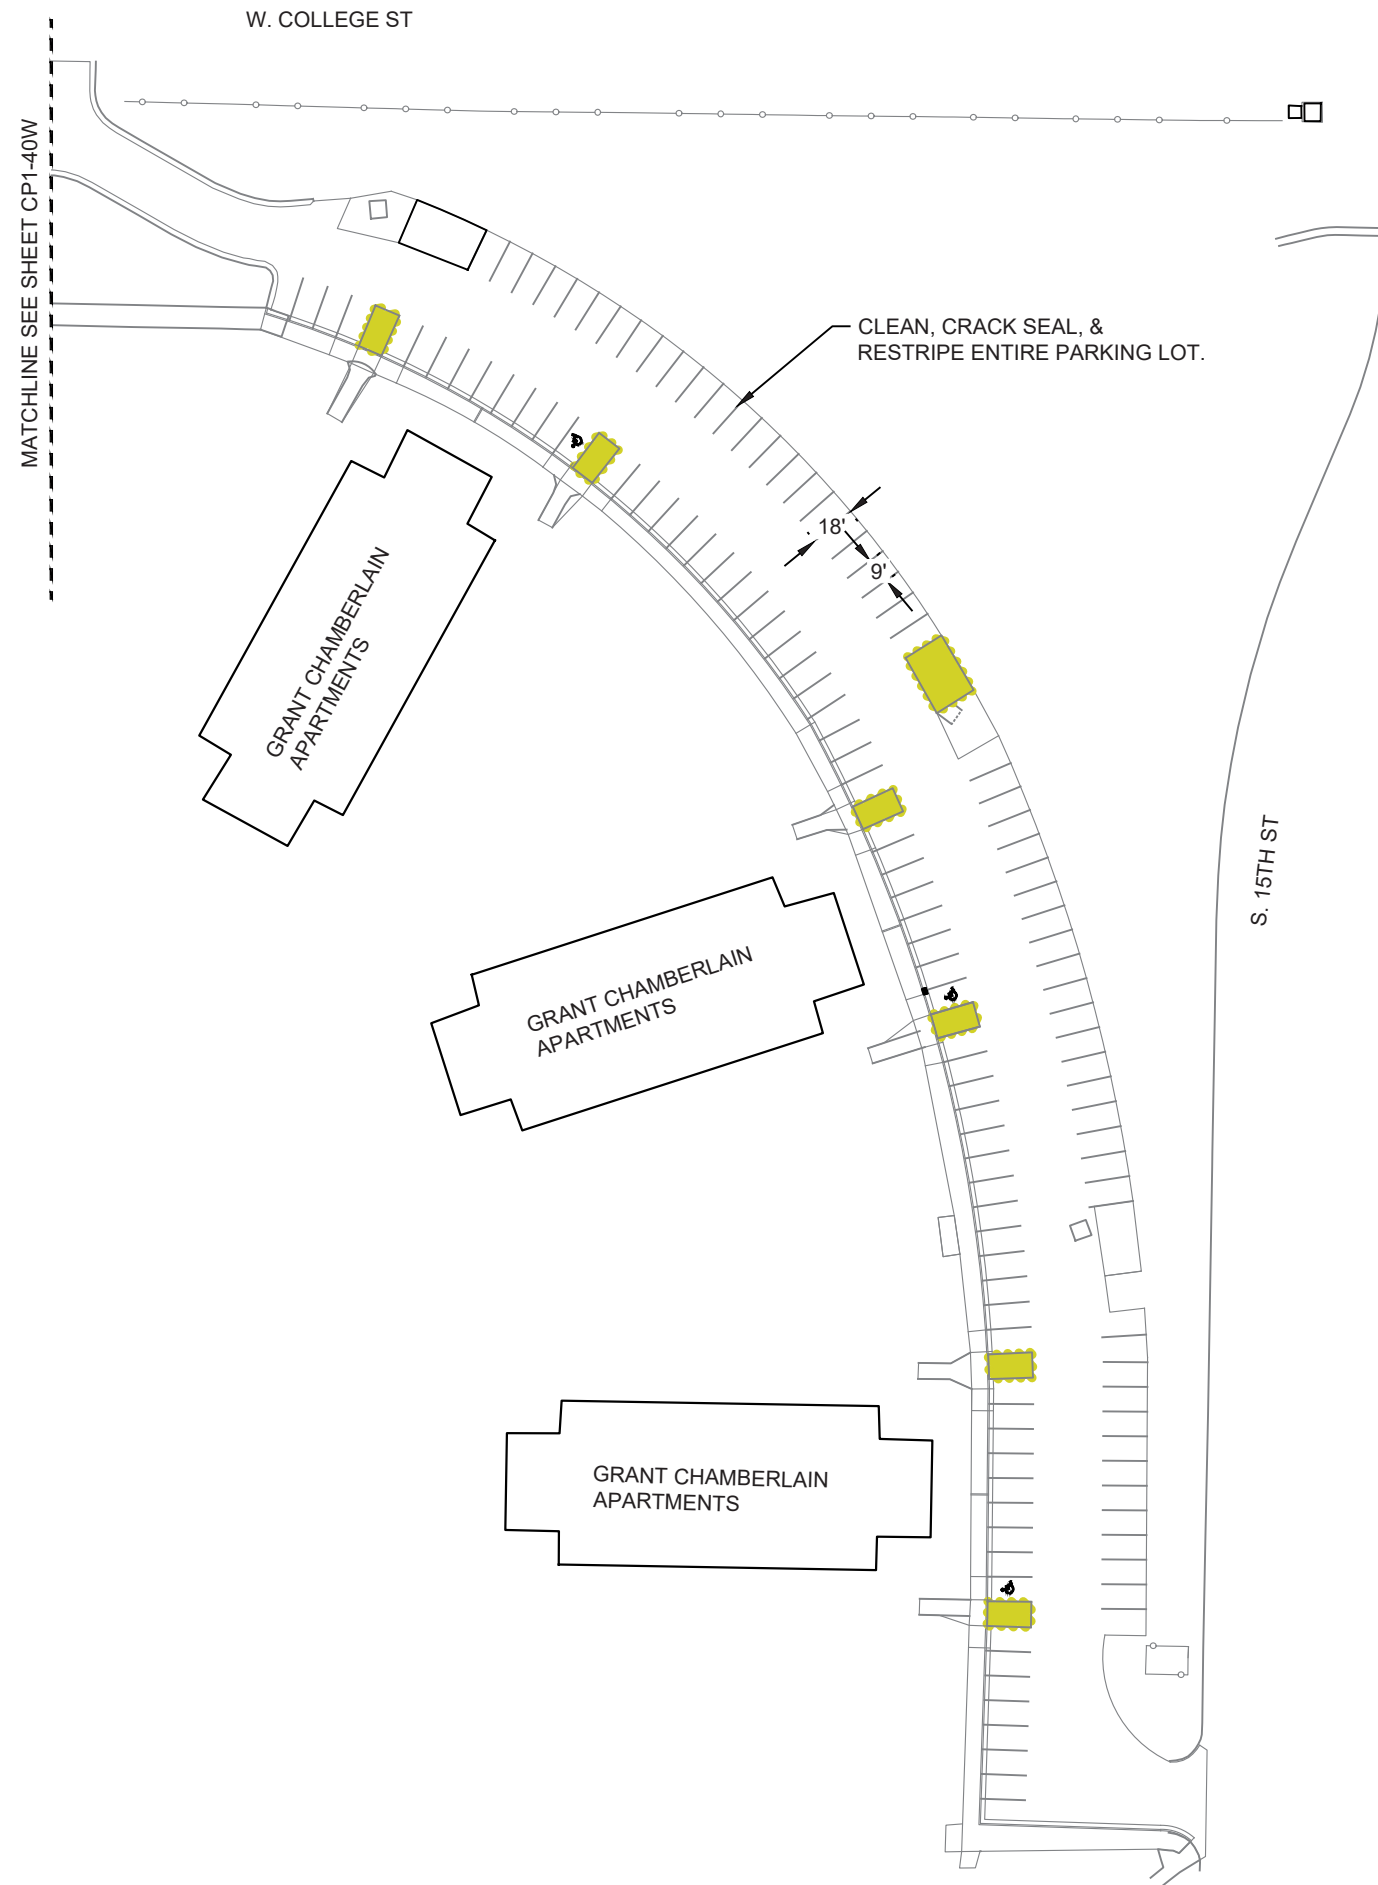 W. COLLEGE ST
MATCHLINE SEE SHEET CP1-40W
CLEAN, CRACK SEAL, &
RESTRIPE ENTIRE PARKING LOT.
18'
9'
GRANT CHAMBERLAIN
APARTMENTS
S. 15TH ST
GRANT CHAMBERLAIN
APARTMENTS
GRANT CHAMBERLAIN
APARTMENTS